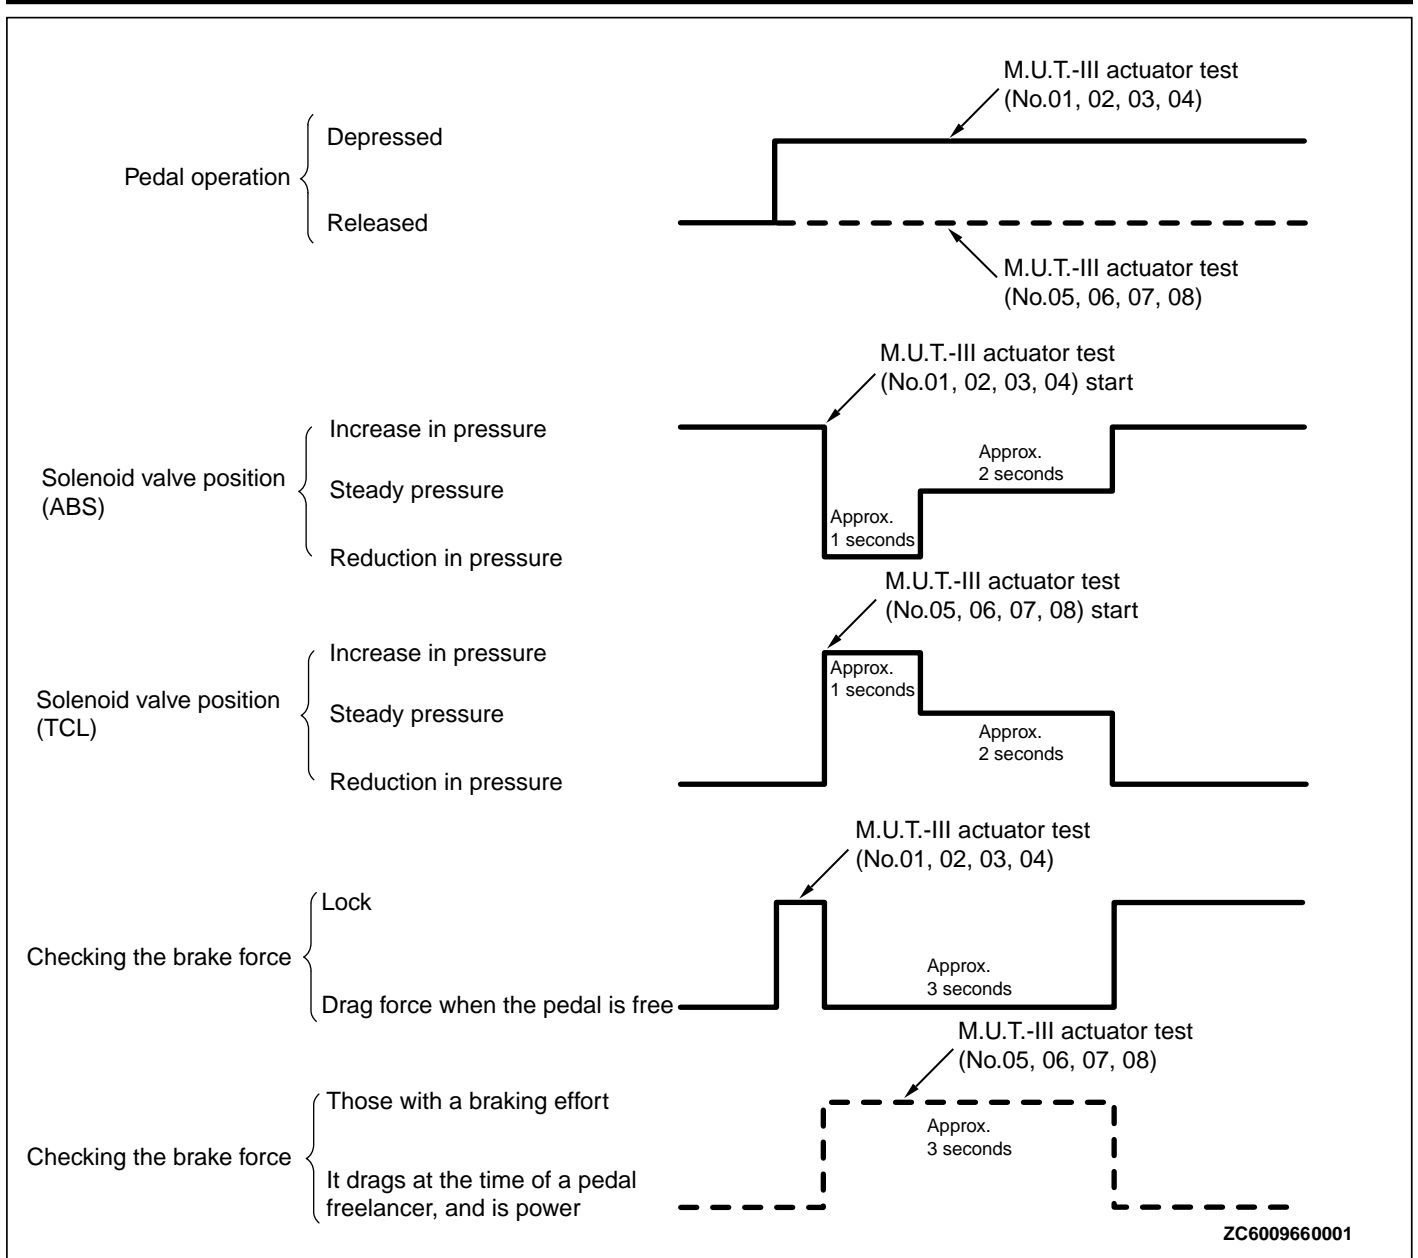 M.U.T.-III actuator test
(No.01, 02, 03, 04)
Depressed
Pedal operation
Released
M.U.T.-III actuator test
(No.05, 06, 07, 08)
M.U.T.-III actuator test
(No.01, 02, 03, 04) start
Increase in pressure
Approx.
2 seconds
Solenoid valve position
(ABS)
Steady pressure
Approx.
1 seconds
Reduction in pressure
M.U.T.-III actuator test
(No.05, 06, 07, 08) start
Increase in pressure
Approx.
1 seconds
Solenoid valve position
(TCL)
Steady pressure
Approx.
2 seconds
Reduction in pressure
M.U.T.-III actuator test
(No.01, 02, 03, 04)
Lock
Checking the brake force
Approx.
3 seconds
Drag force when the pedal is free
M.U.T.-III actuator test
(No.05, 06, 07, 08)
Those with a braking effort
Approx.
3 seconds
Checking the brake force
It drags at the time of a pedal
freelancer, and is power
ZC6009660001